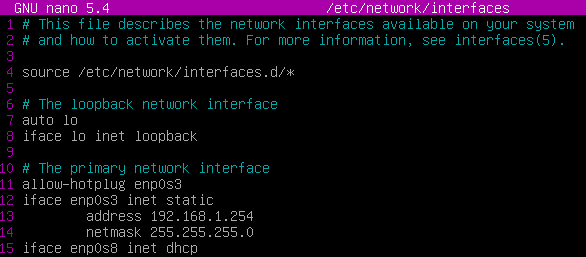 GNU nano 5.4 /etc/network/interfaces
1 # This file describes the network interfaces available on your system
2 # and how to activate them. For more information, see interfaces(5).
3
4 source /etc/network/interfaces.d/*
5
6 # The loopback network interface
7 auto lo
8 iface lo inet loopback
9
10 # The primary network interface
11 allow-hotplug enp0s3
12 iface enp0s3 inet static
13         address 192.168.1.254
14         netmask 255.255.255.0
15 iface enp0s8 inet dhcp